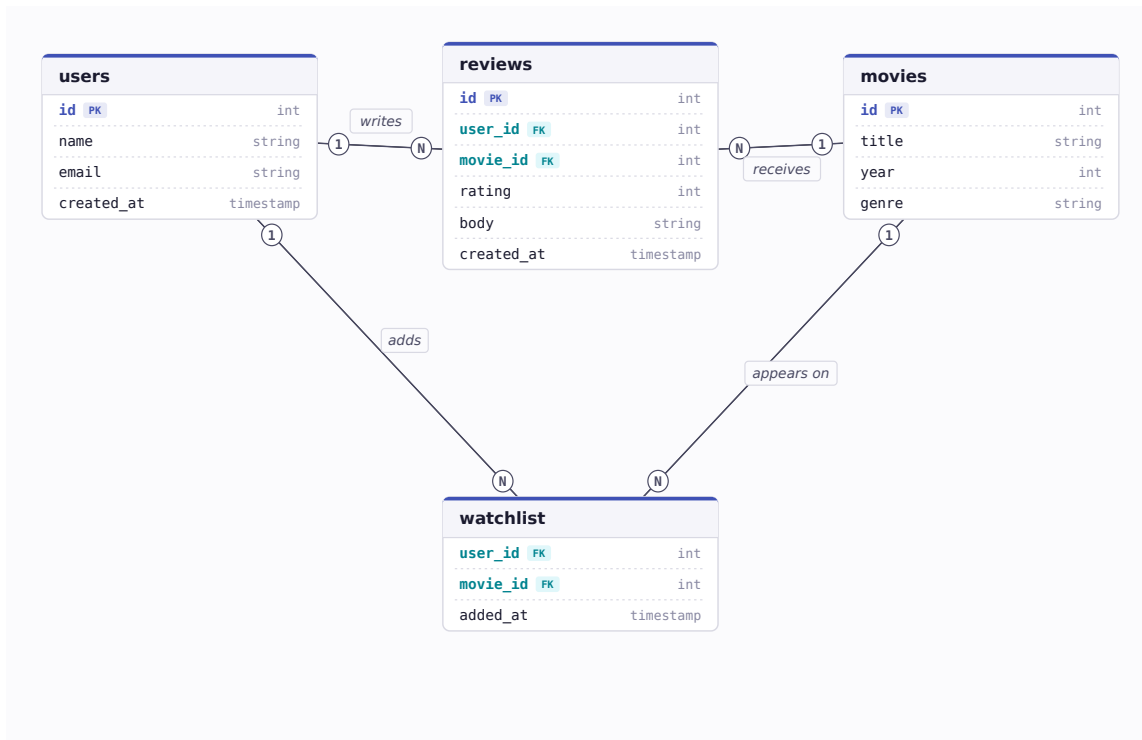 users
id PK int
name string
email string
created_at timestamp
1
writes
N
reviews
id PK int
user_id FK int
movie_id FK int
rating int
body string
created_at timestamp
N
receives
1
movies
id PK int
title string
year int
genre string
1
adds
N
1
appears on
N
watchlist
user_id FK int
movie_id FK int
added_at timestamp